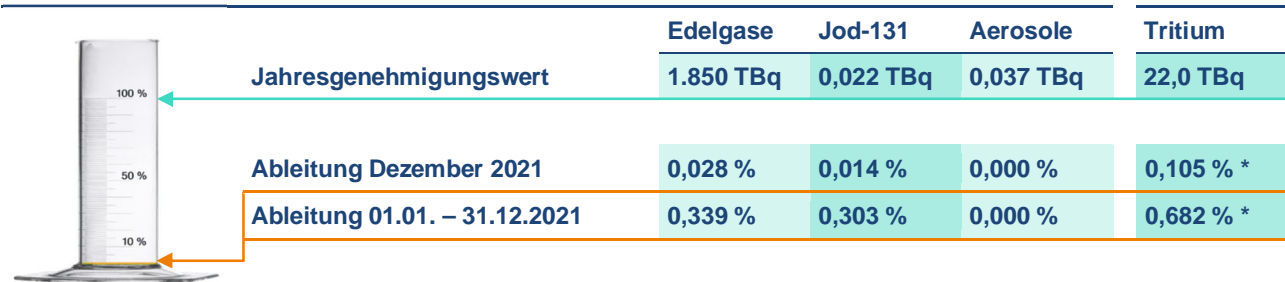 Edelgase Jod-131 Aerosole Tritium
Jahresgenehmigungswert 1.850 TBq 0,022 TBq 0,037 TBq 22,0 TBq
100 %
Ableitung Dezember 2021 0,028 % 0,014 % 0,000 % 0,105 % *
50 %
Ableitung 01.01. – 31.12.2021 0,339 % 0,303 % 0,000 % 0,682 % *
10 %